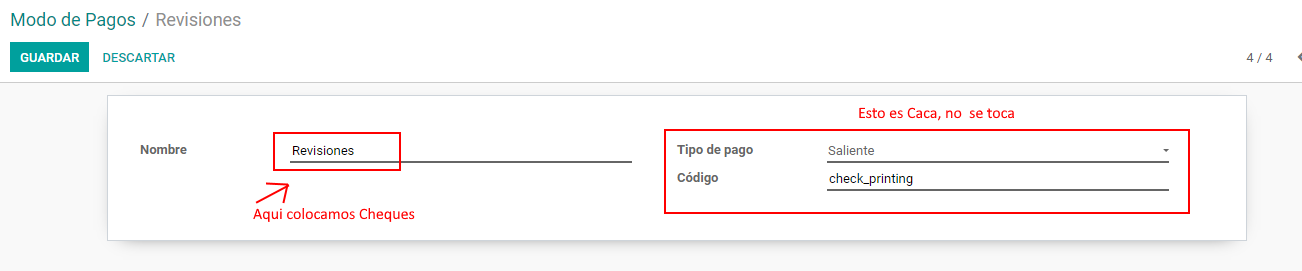 Modo de Pagos / Revisiones
GUARDAR DESCARTAR 4 / 4
Esto es Caca, no se toca
Nombre Revisiones Tipo de pago Saliente
Código check_printing
Aqui colocamos Cheques